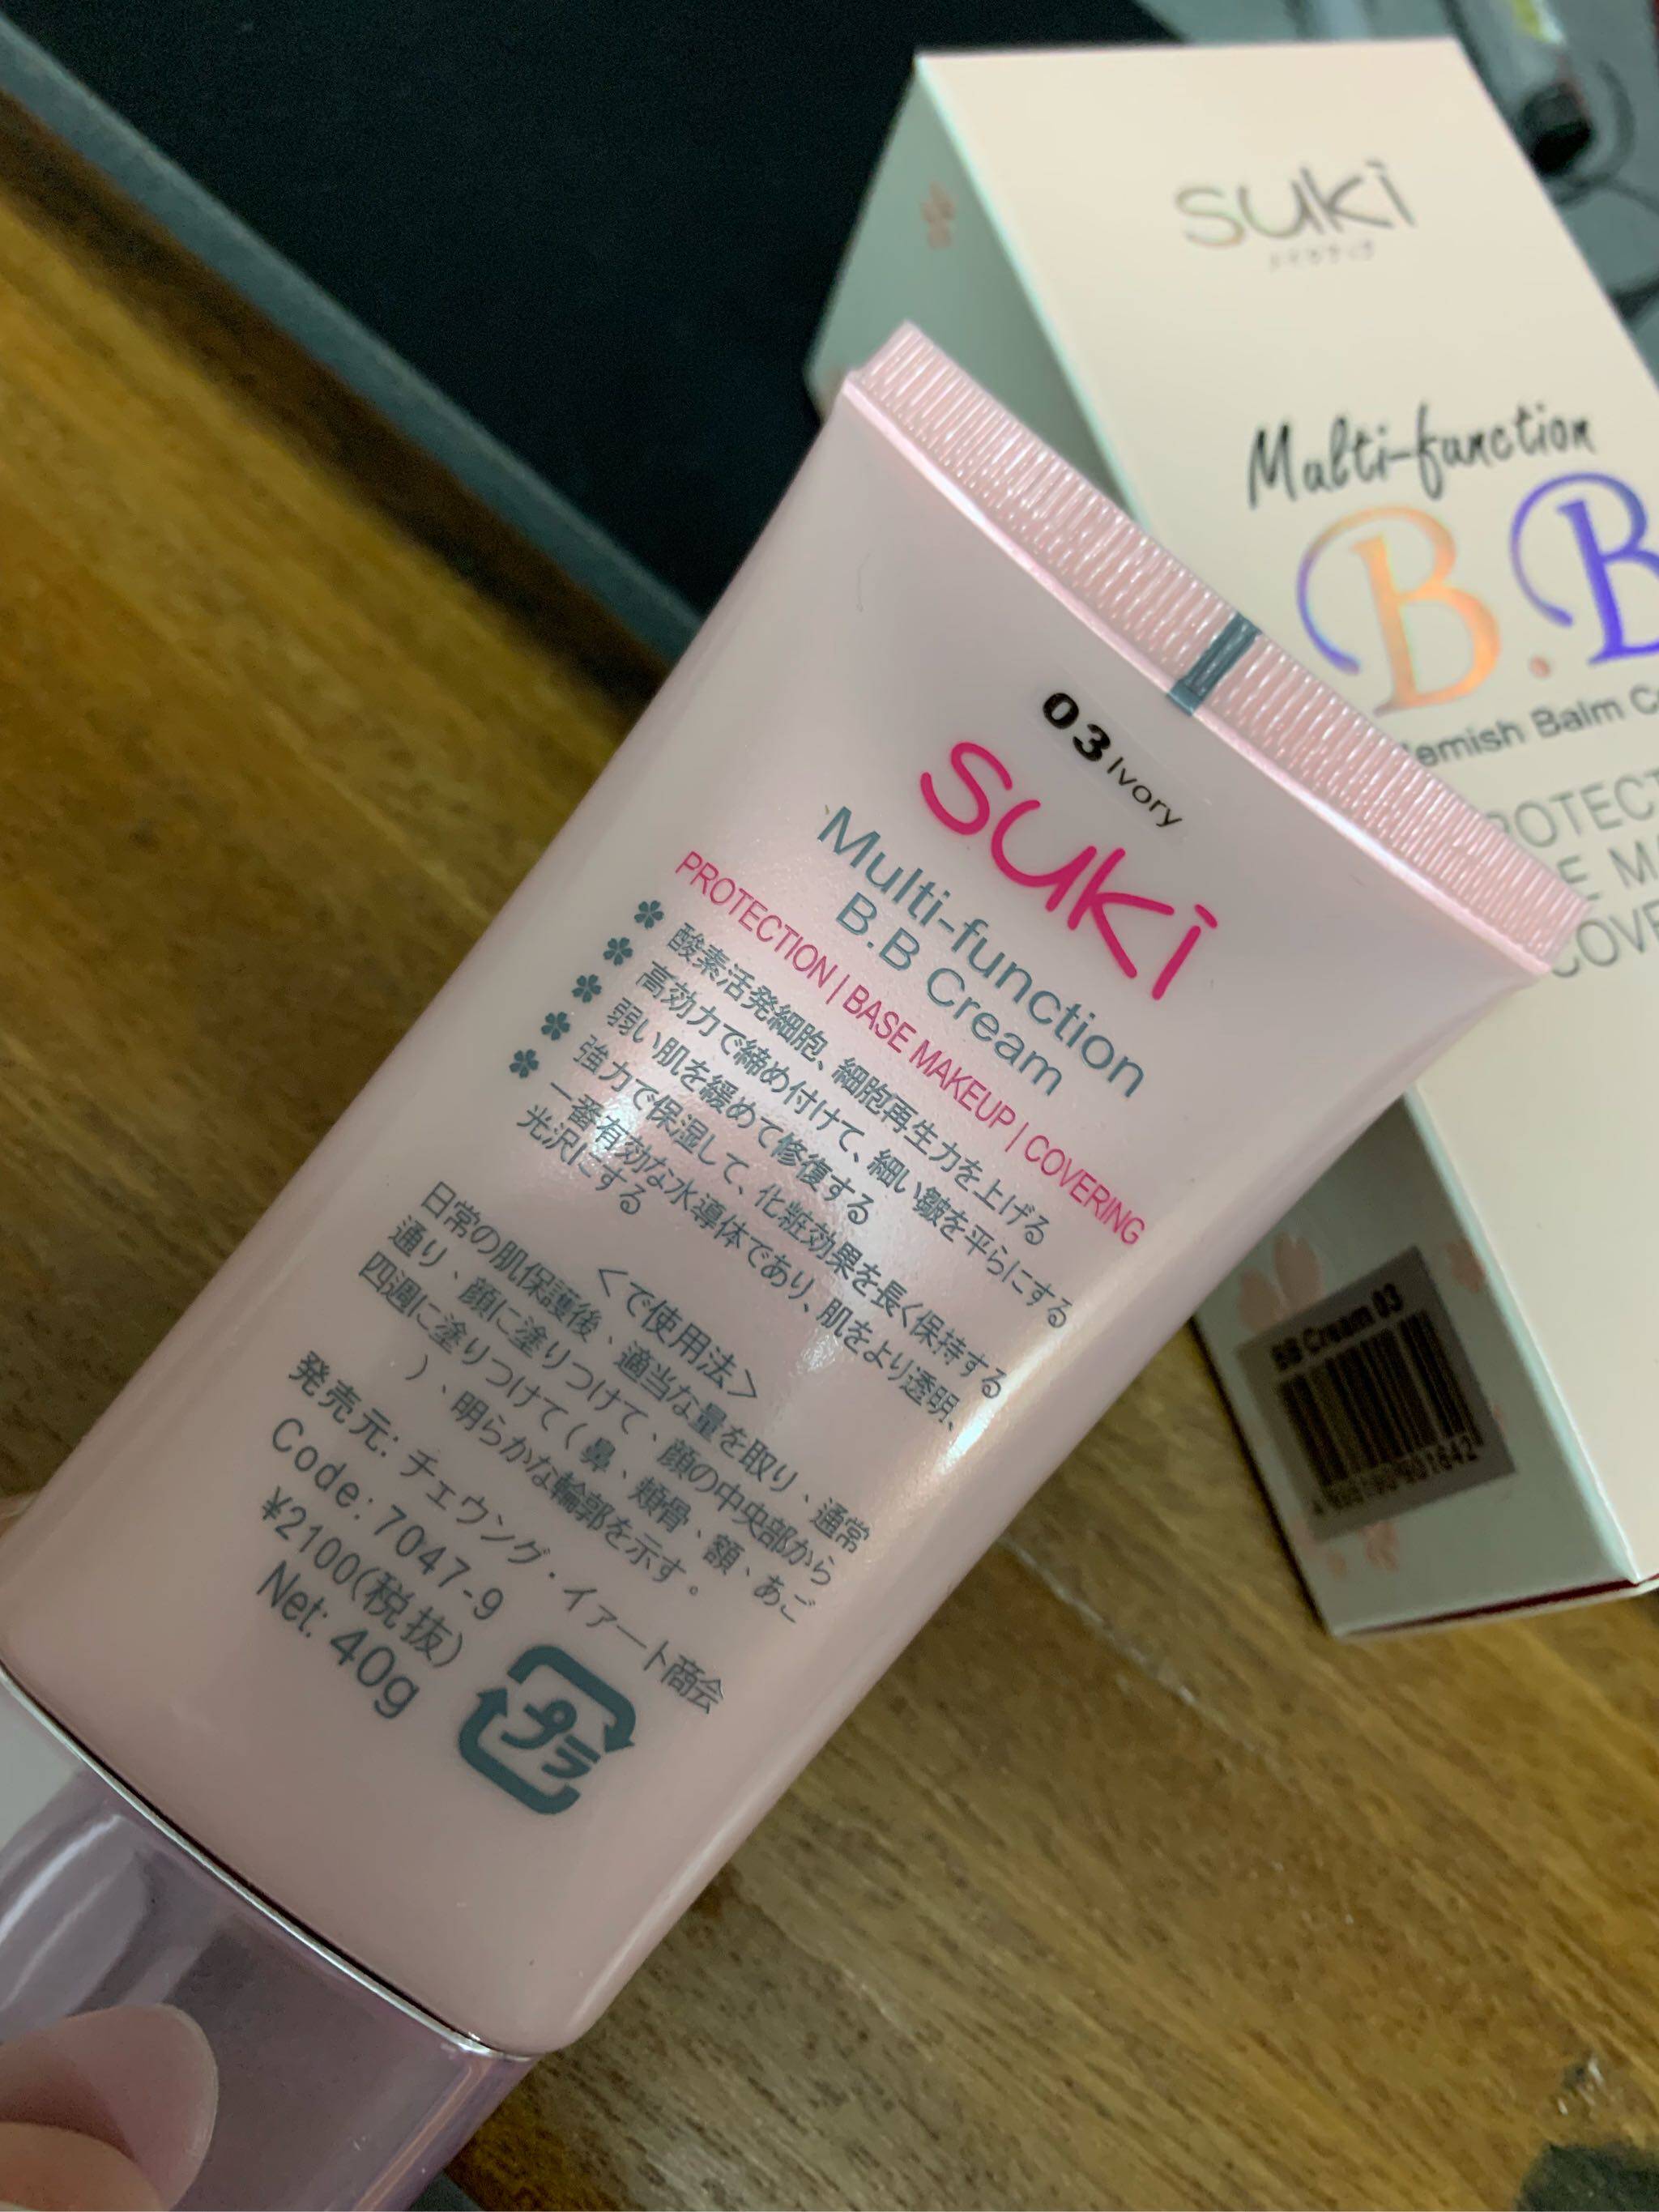 03 Ivory
suki
Multi-function
B.B Cream
PROTECTION | BASE MAKEUP | COVERING
酸素活発細胞、細胞再生力を上げる
高効力で締め付けて、細い皺を平らにする
弱い肌を緩めて修復する
強力で保湿して、化粧効果を長く保持する
一番有効な水導体であり、肌をより透明、
光沢にする
＜で使用法＞
日常の肌保護後、適当な量を取り、通常
通り、顔に塗りつけて、顔の中央部から
四週に塗りつけて（鼻、頬骨、額、あご
）、明らかな輪郭を示す。
発売元: チェウング・イァート商会
Code: 7047-9
¥2100(税抜)
Net: 40g
プラ
suki
Multi-function
B.B
emish Balm C
ROTECT
E MA
COVE
BB Cream 03